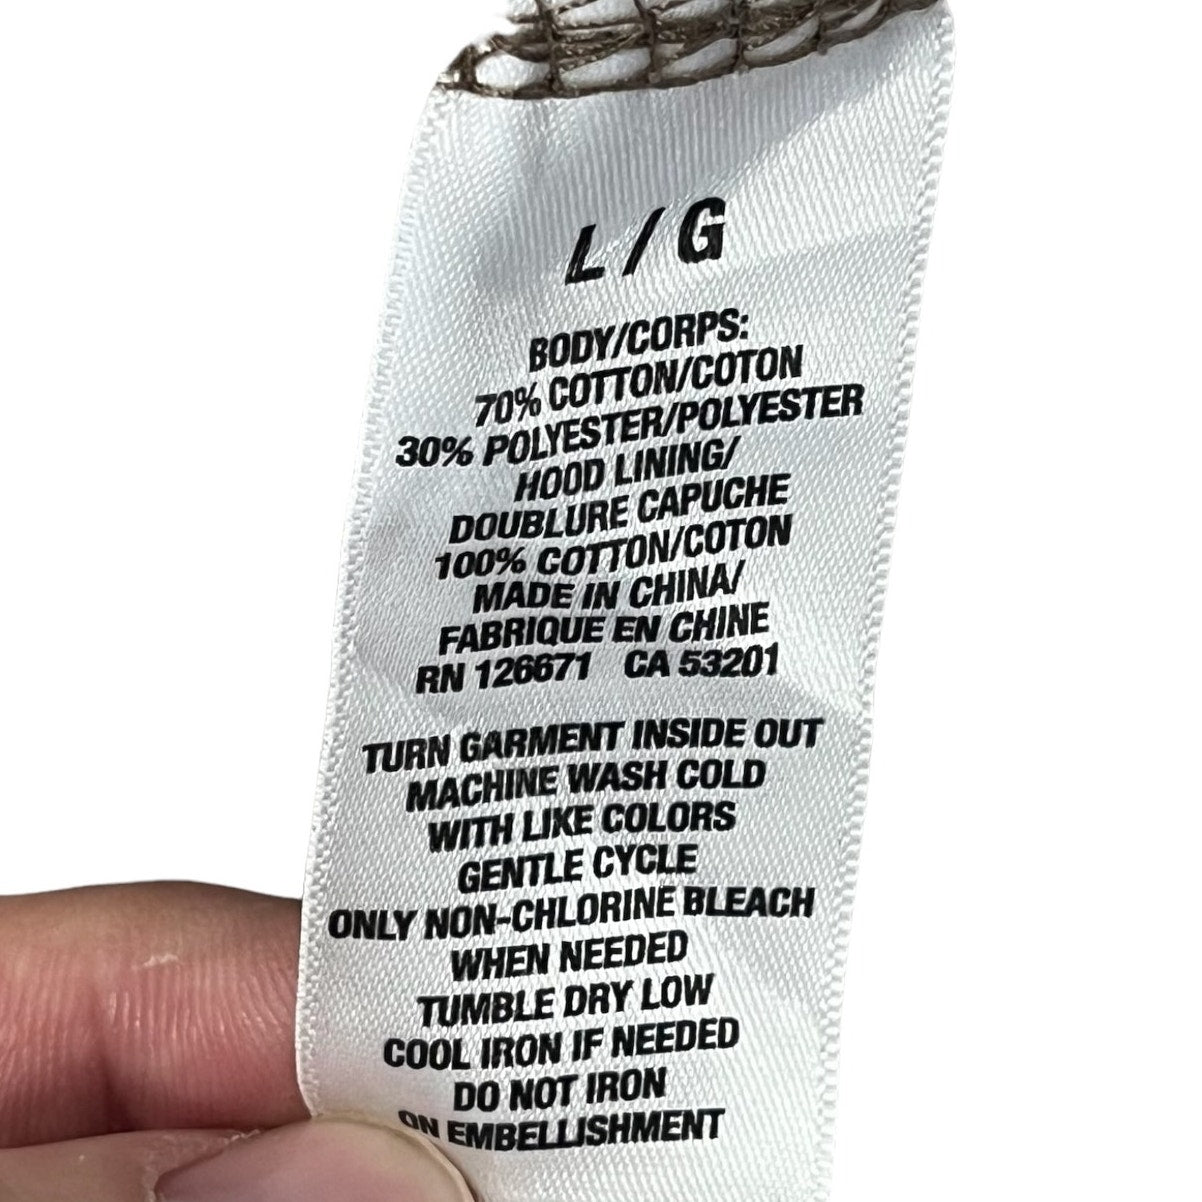 L/G
BODY/CORPS:
70% COTTON/COTON
30% POLYESTER/POLYESTER
HOOD LINING/
DOUBLURE CAPUCHE
100% COTTON/COTON
MADE IN CHINA/
FABRIQUE EN CHINE
RN 126671 CA 53201
TURN GARMENT INSIDE OUT
MACHINE WASH COLD
WITH LIKE COLORS
GENTLE CYCLE
ONLY NON-CHLORINE BLEACH
WHEN NEEDED
TUMBLE DRY LOW
COOL IRON IF NEEDED
DO NOT IRON
ON EMBELLISHMENT